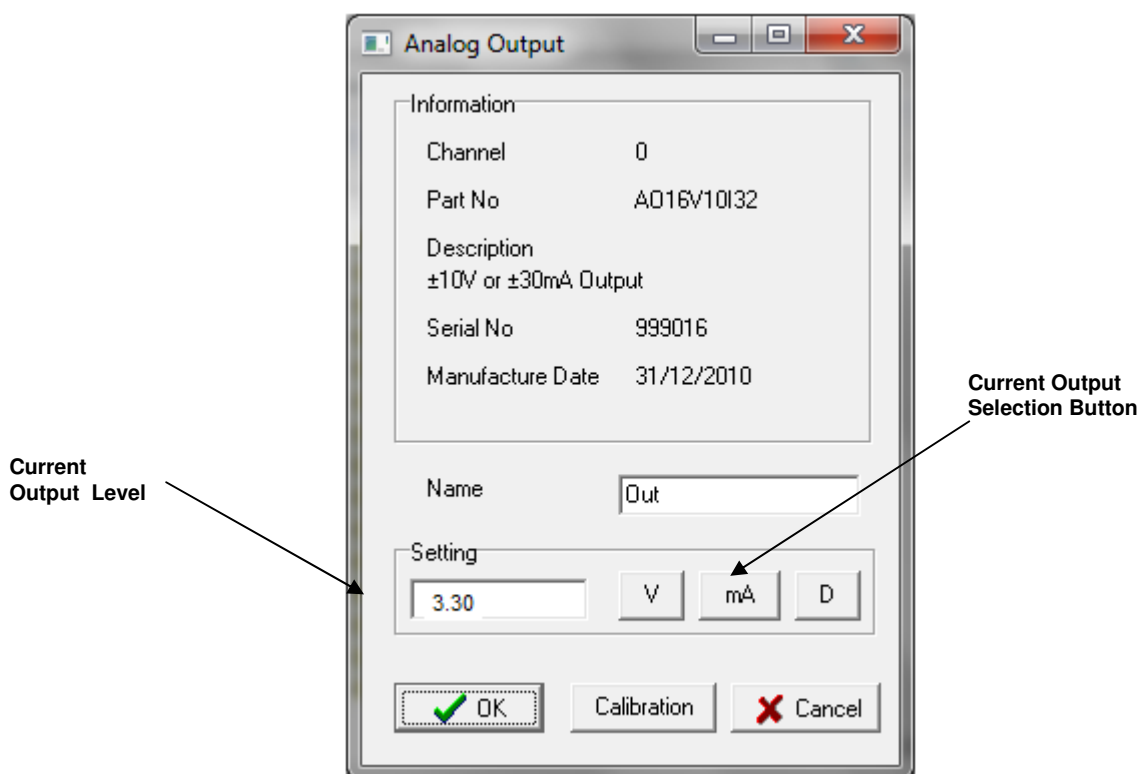 Analog Output
Information
Channel 0
Part No AO16V10I32
Description
±10V or ±30mA Output
Serial No 999016
Manufacture Date 31/12/2010
Current Output
Selection Button
Current
Output Level
Name Out
Setting
3.30 V mA D
OK Calibration Cancel